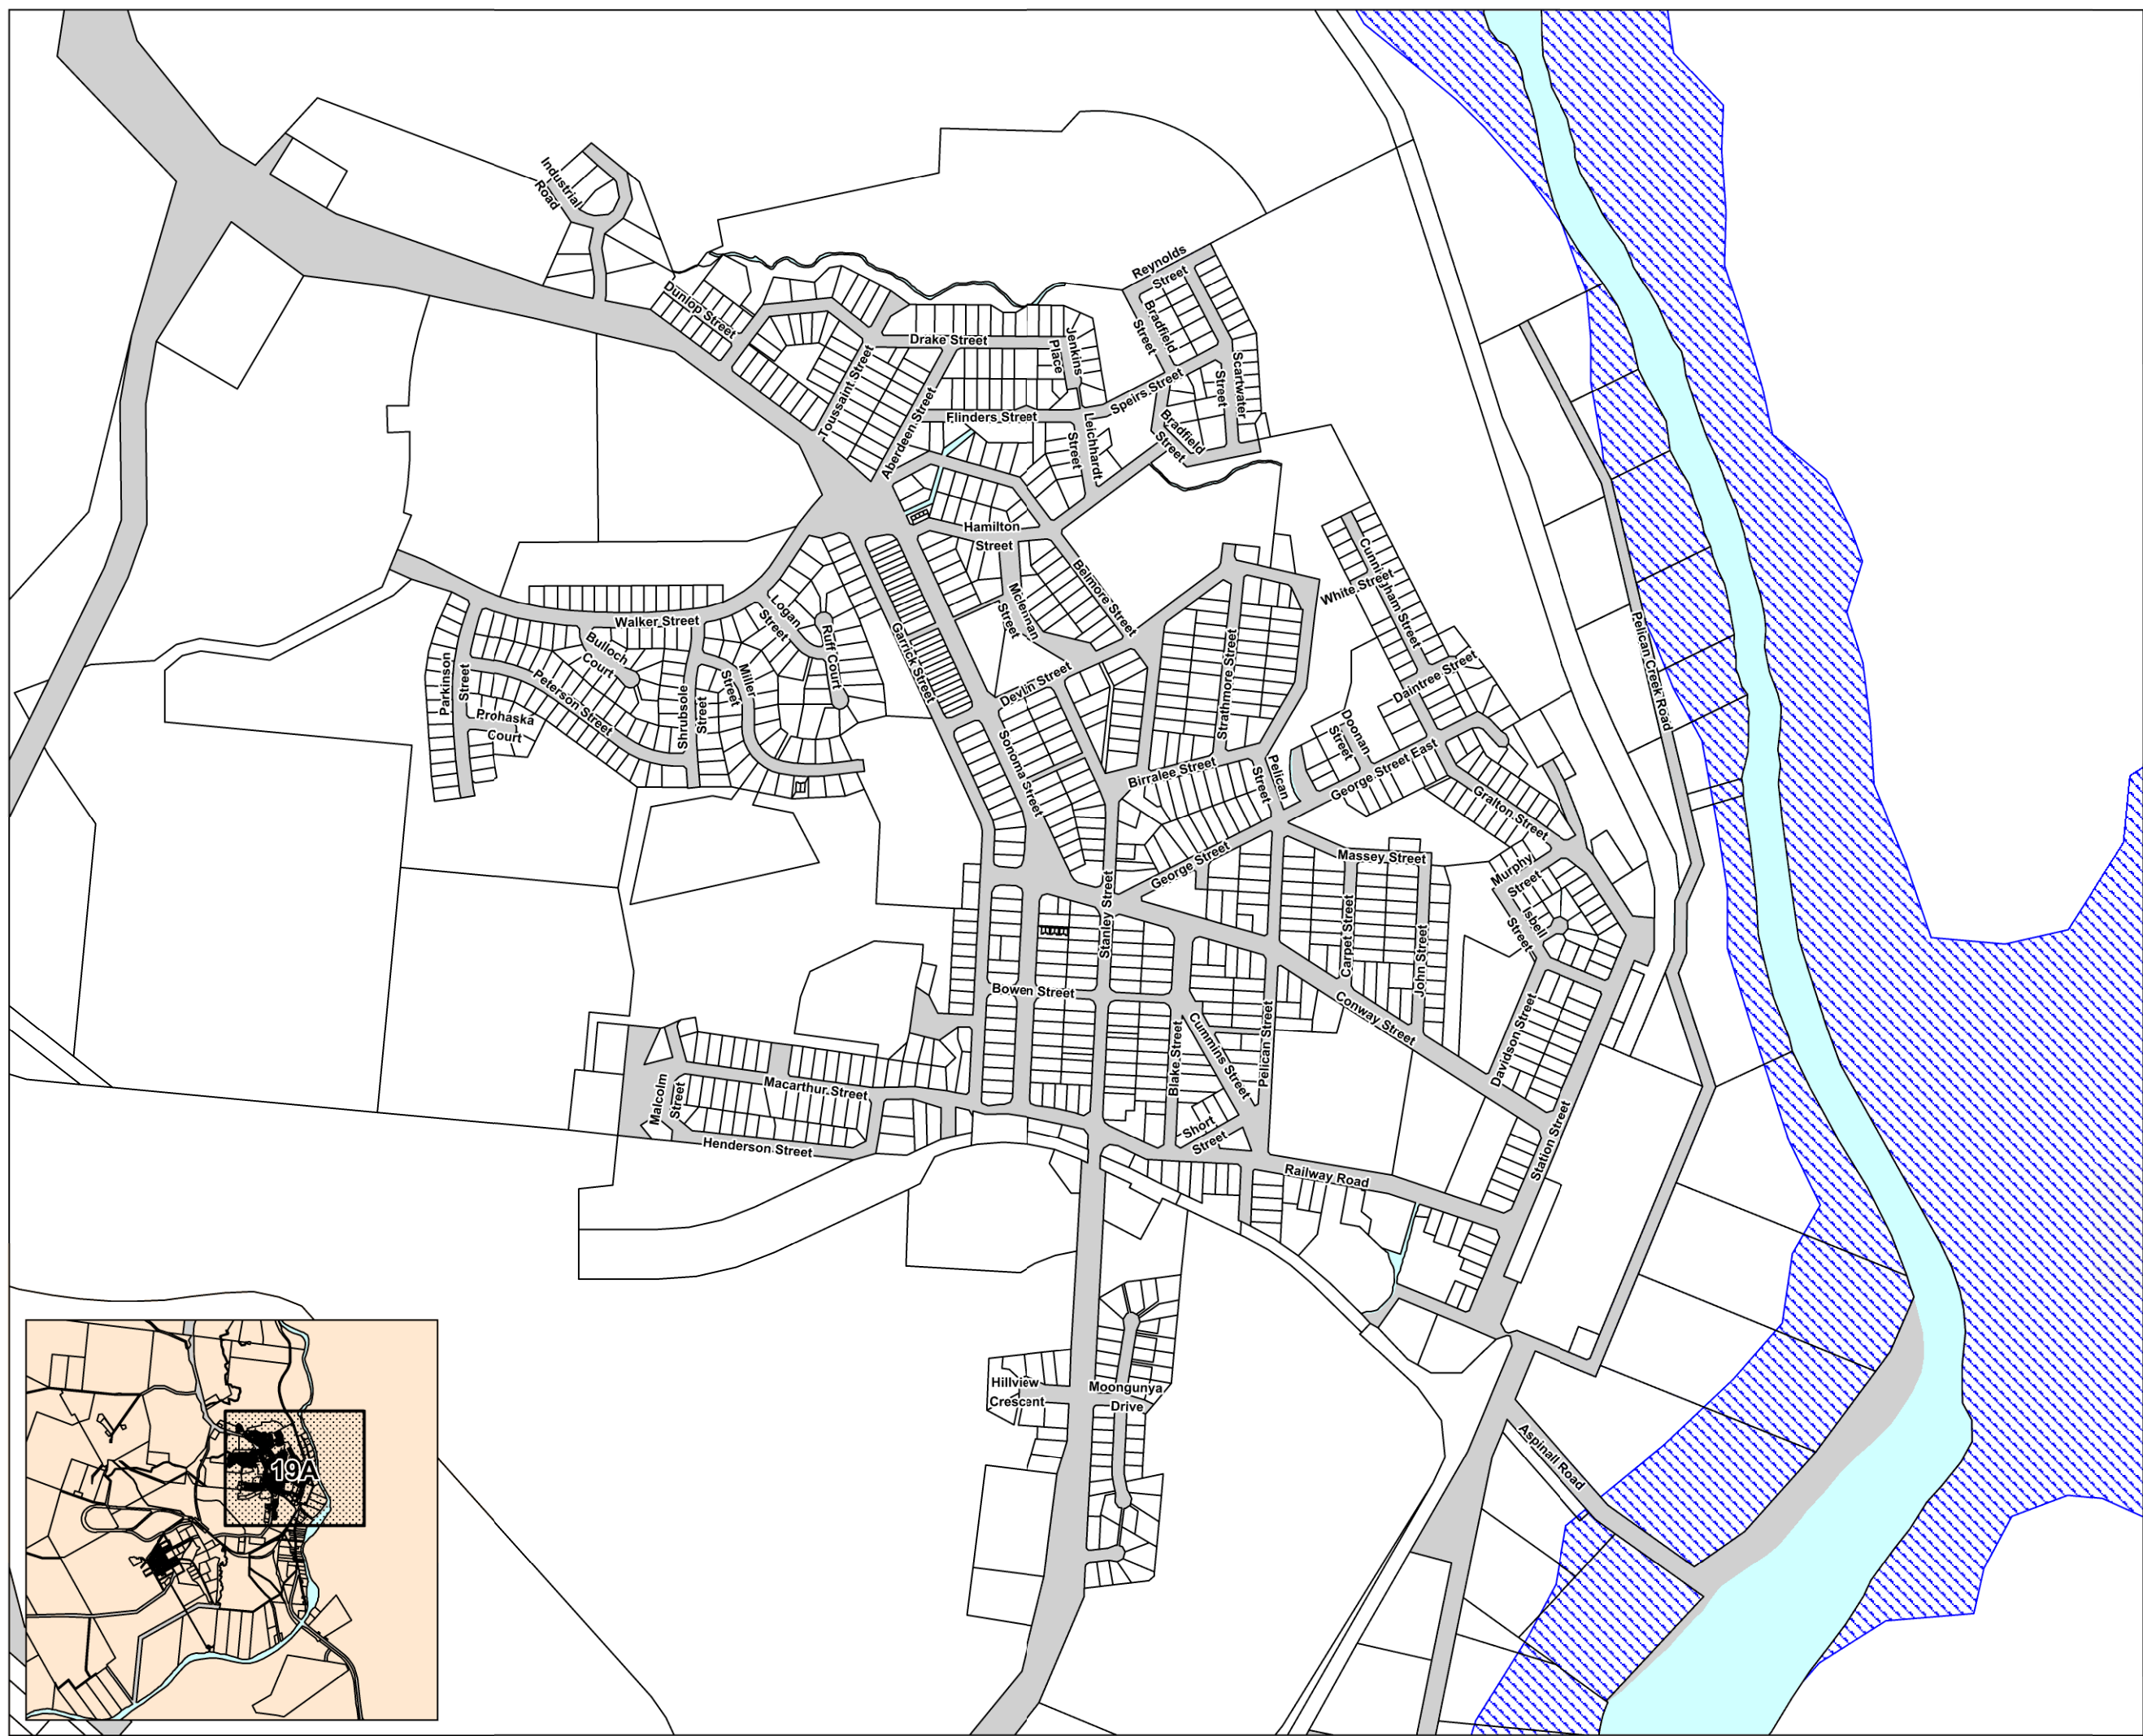 Industrial
Road
Reynolds
Street
Dunlop Street
Bradfield
Street
Drake Street
Jenkins
Place
Toussaint Street
Scartwater
Street
Speirs Street
Aberdeen Street
Flinders Street
Leichhardt
Street
Bradfield
Street
Hamilton
Street
Cunningham Street
White Street
Belmore Street
Mclennan
Street
Logan
Street
Walker Street
Ruff Court
Garrick Street
Bulloch
Court
Pelican Creek Road
Parkinson
Street
Peterson Street
Miller
Street
Shrubsole
Street
Devlin Street
Strathmore Street
Daintree Street
Prohaska
Court
Doonan
Street
Sonoma Street
Birralee Street
Pelican
Street
George Street East
Gralton Street
George Street
Massey Street
Murphy
Street
Isbell
Street
Stanley Street
Carpet Street
John Street
Bowen Street
Conway Street
Cummins Street
Blake Street
Pelican Street
Davidson Street
Macarthur Street
Malcolm
Street
Henderson Street
Short
Street
Station Street
Railway Road
Hillview
Crescent
Moongunya
Drive
Aspinall Road
19A